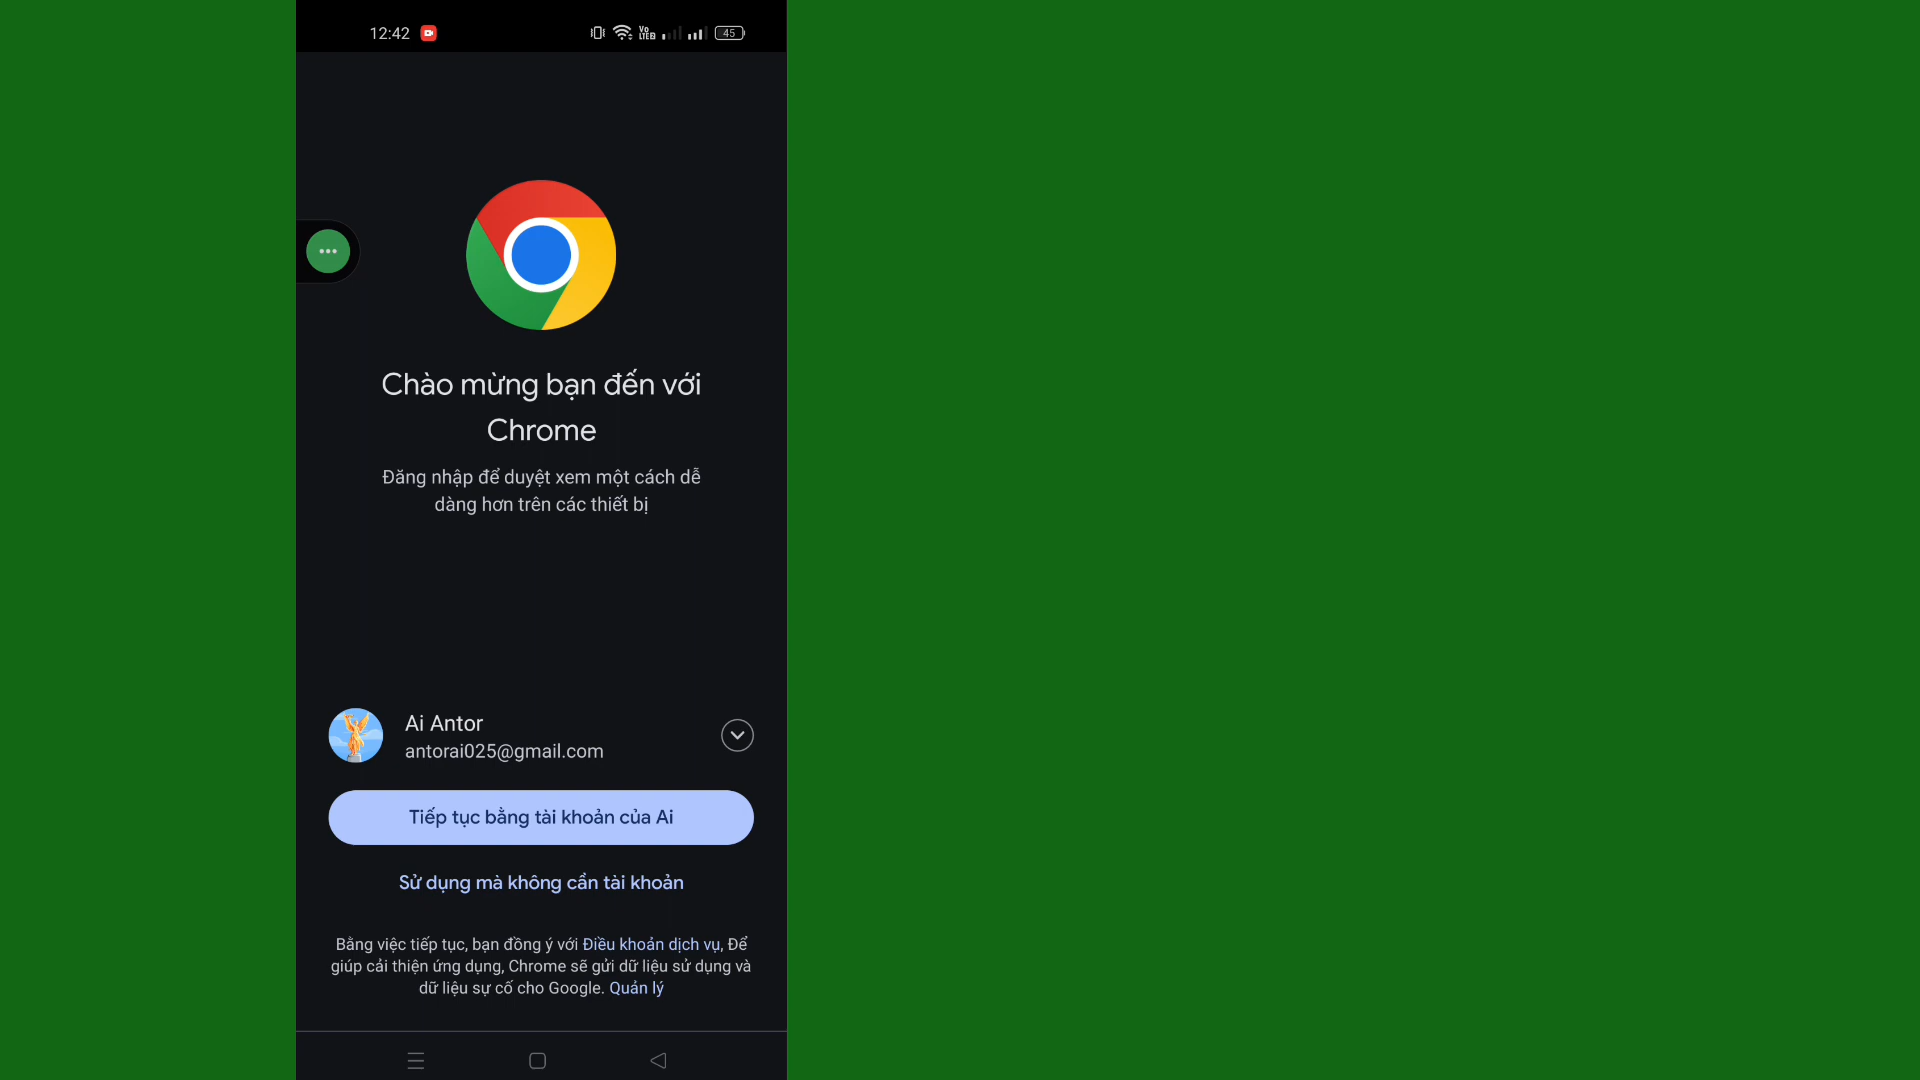 12:42
Vo
LTE2
45
Chào mừng bạn đến với
Chrome
Đăng nhập để duyệt xem một cách dễ
dàng hơn trên các thiết bị
Ai Antor
antorai025@gmail.com
Tiếp tục bằng tài khoản của Ai
Sử dụng mà không cần tài khoản
Bằng việc tiếp tục, bạn đồng ý với Điều khoản dịch vụ, Để
giúp cải thiện ứng dụng, Chrome sẽ gửi dữ liệu sử dụng và
dữ liệu sự cố cho Google. Quản lý